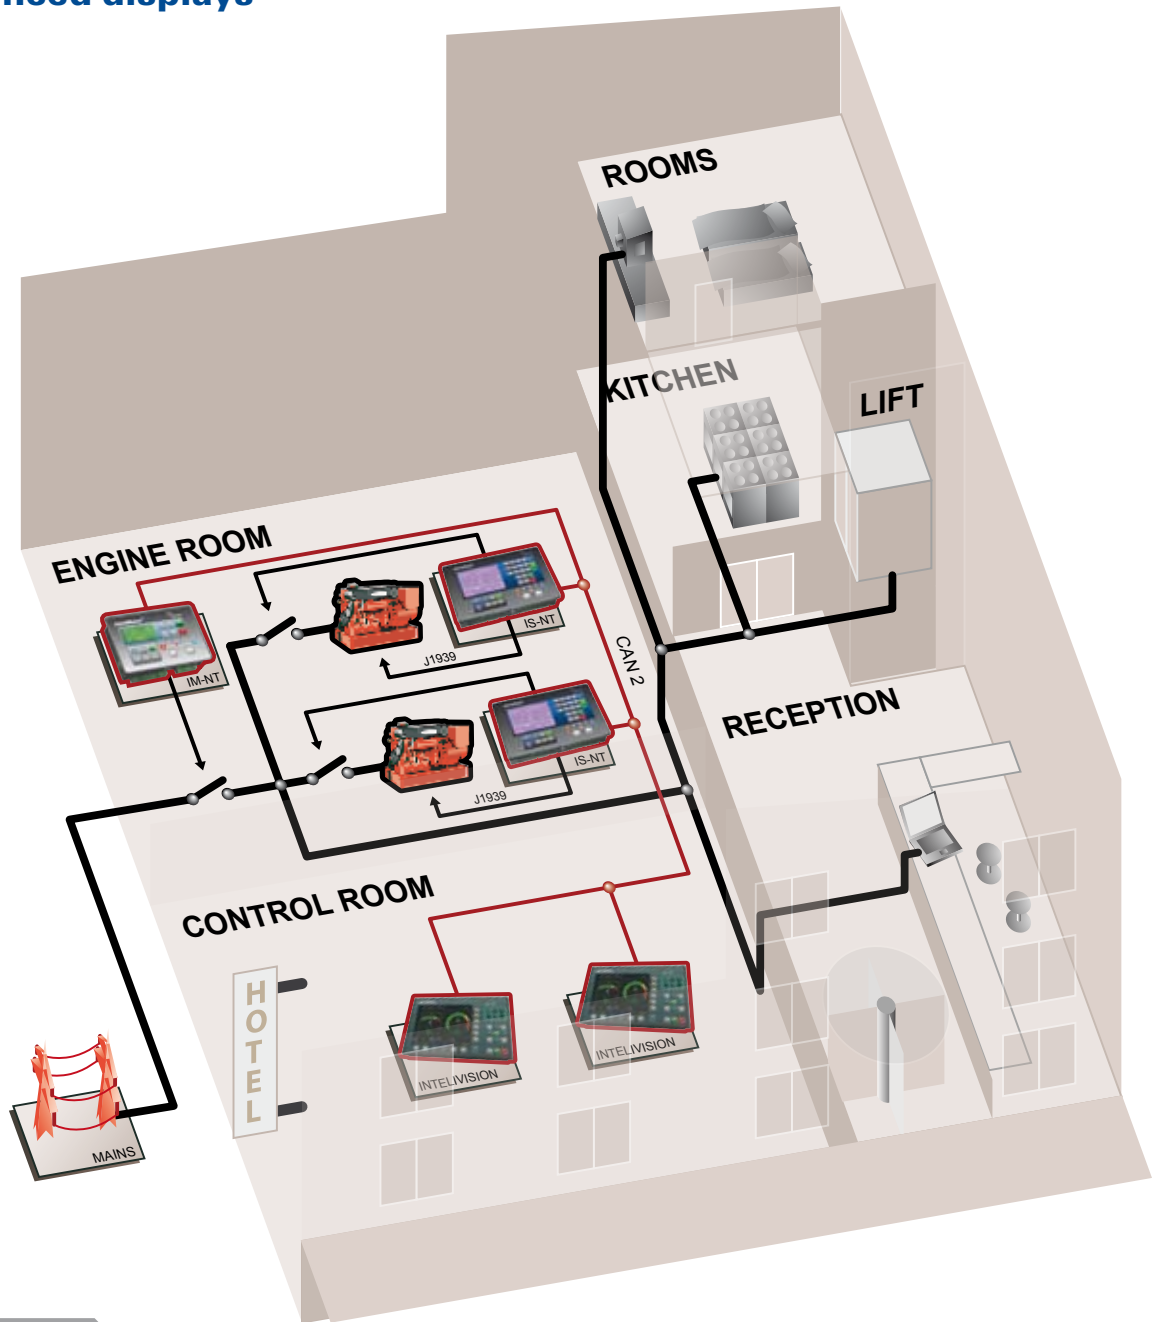 displays
ROOMS
KITCHEN
LIFT
ENGINE ROOM
IS-NT
IM-NT
J1939
CAN 2
IS-NT
J1939
RECEPTION
CONTROL ROOM
HOTEL
INTELIVISION
INTELIVISION
MAINS